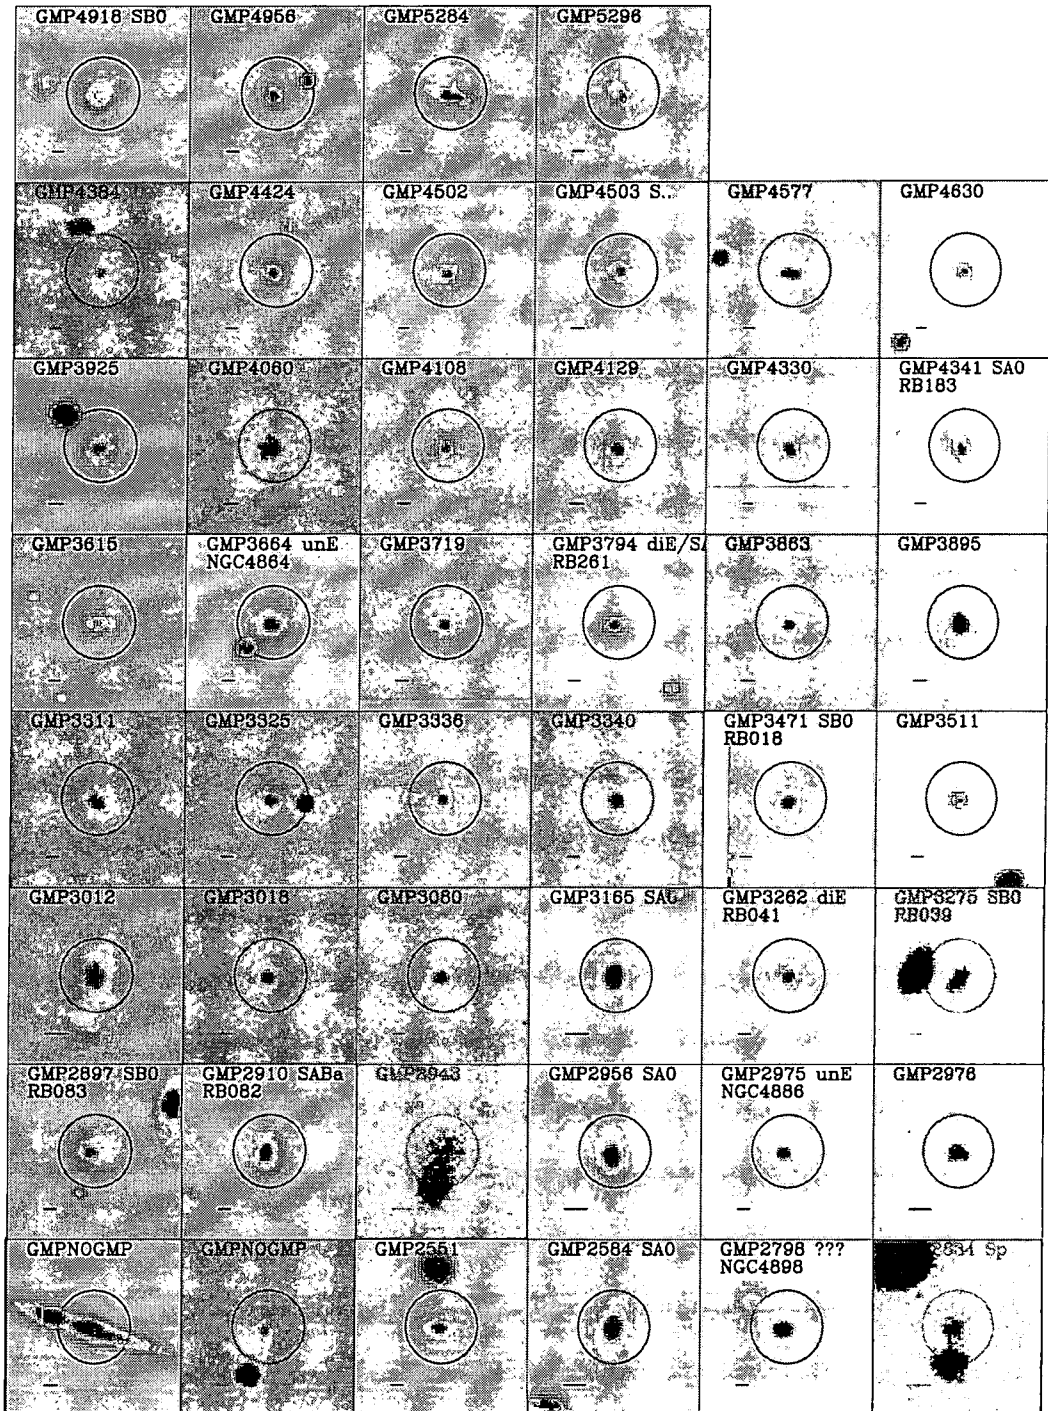 GMP4918 SB0
GMP4956
GMP5284
GMP5296
GMP4384
GMP4424
GMP4502
GMP4503 S..
GMP4577
GMP4630
GMP3925
GMP4060
GMP4108
GMP4129
GMP4330
GMP4341 SA0
RB183
GMP3615
GMP3664 unE
NGC4864
GMP3719
GMP3794 diE/SA
RB261
GMP3863
GMP3895
GMP3311
GMP3325
GMP3336
GMP3340
GMP3471 SB0
RB018
GMP3511
GMP3012
GMP3018
GMP3080
GMP3165 SA0
GMP3262 diE
RB041
GMP3275 SB0
RB039
GMP2897 SB0
RB083
GMP2910 SABa
RB082
GMP2943
GMP2956 SA0
GMP2975 unE
NGC4886
GMP2976
GMPNOGMP
GMPNOGMP
GMP2551
GMP2584 SA0
GMP2798 ???
NGC4898
Sp